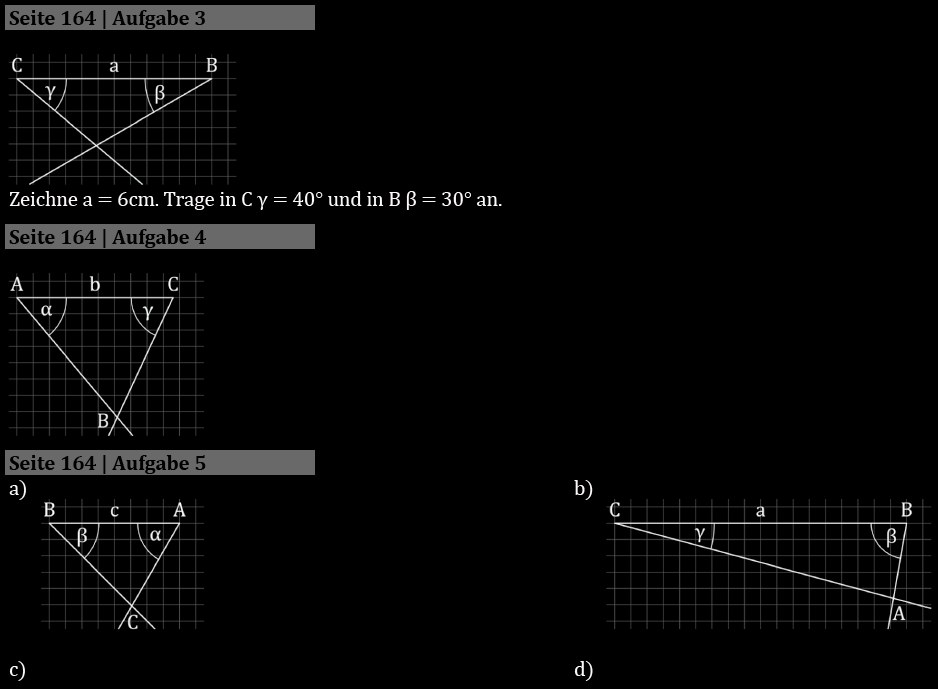 Seite 164 | Aufgabe 3
C a B
γ β
Zeichne a = 6cm. Trage in C γ = 40° und in B β = 30° an.
Seite 164 | Aufgabe 4
A b C
α γ
B
Seite 164 | Aufgabe 5
a) b)
B c A
β α
C
C a B
γ β
A
c) d)